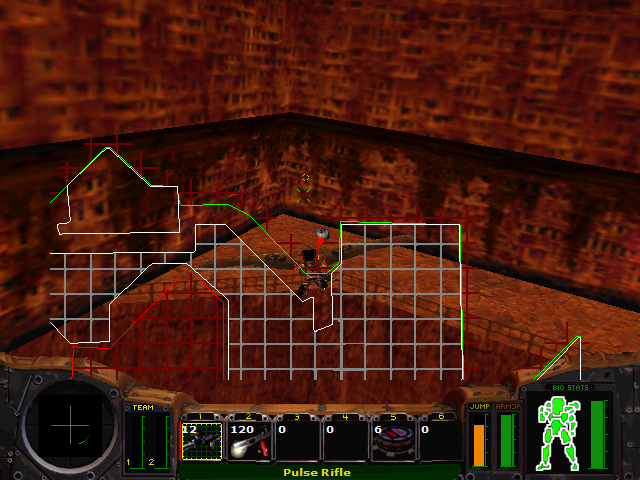 TEAM
1 2
1 2 3 4 5 6
12 120 0 0 6 0
Pulse Rifle
JUMP ARMOR
BIO STATS